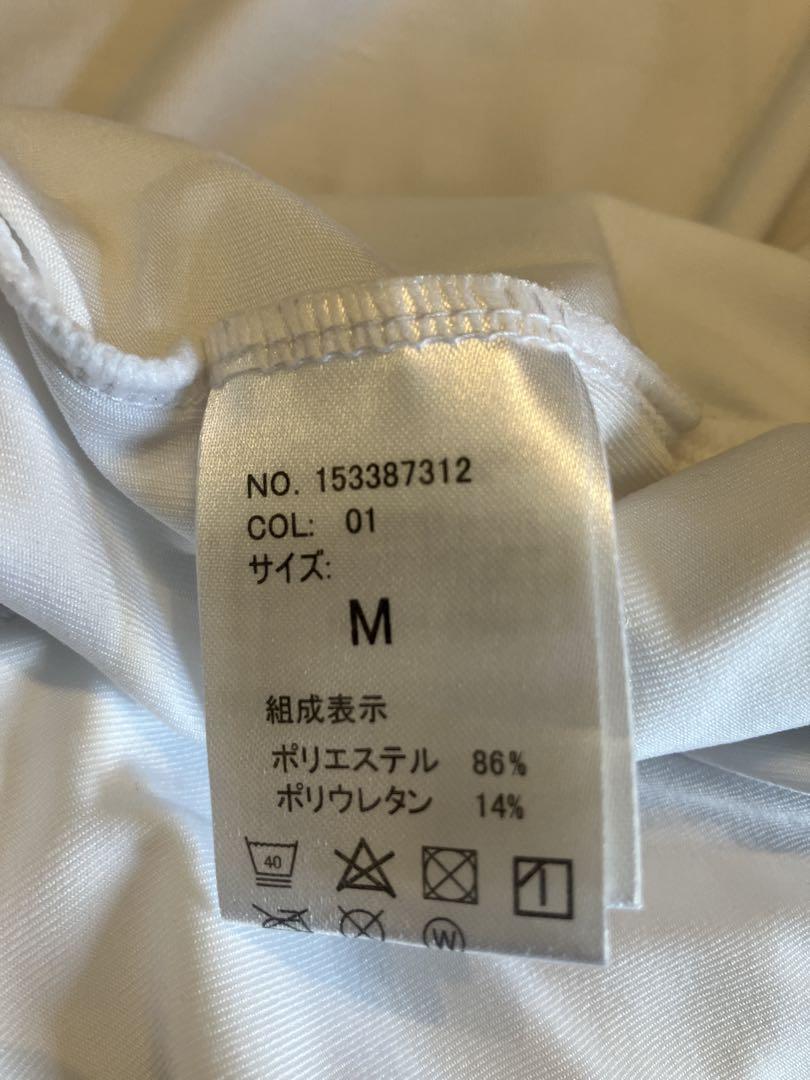 NO. 153387312
COL: 01
サイズ:
M
組成表示
ポリエステル 86%
ポリウレタン 14%
40
W